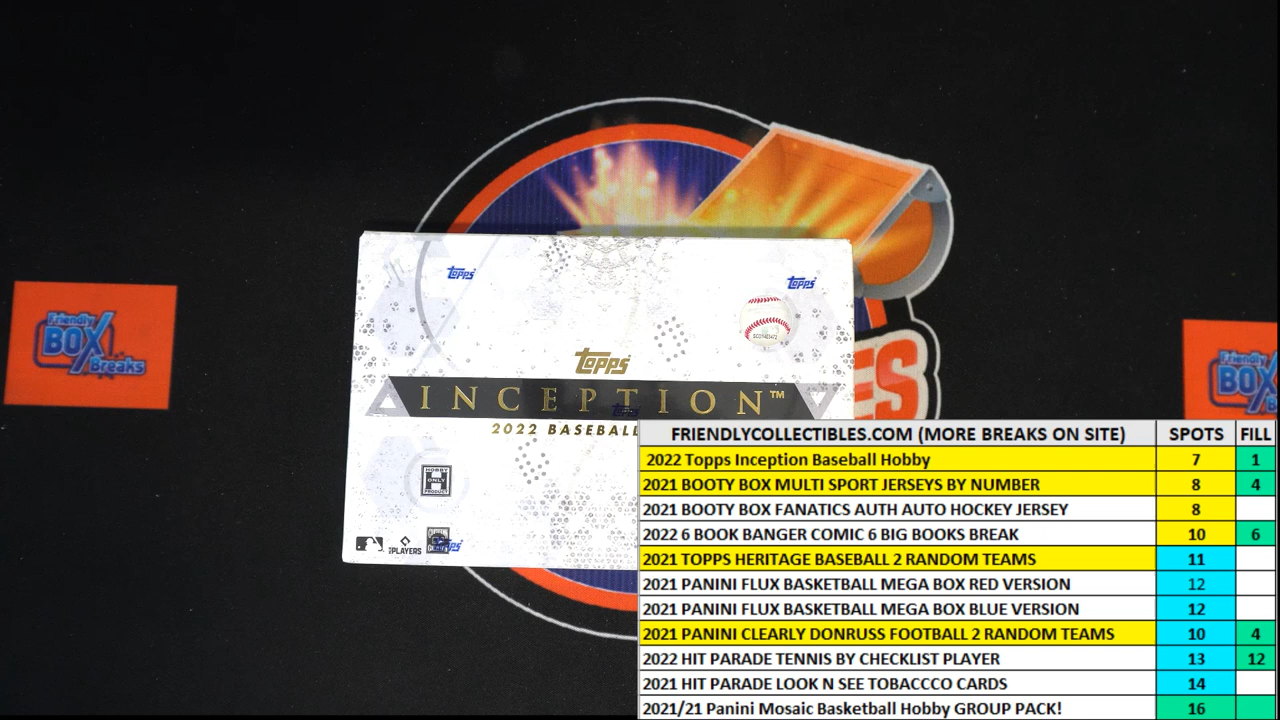 Topps
Topps
Topps
INCEPTION™
2022 BASEBALL
HOBBY
H
ONLY
PRODUCT
PLAYERS
Friendly
BOX
Breaks
Friendly
BOX
ES
FRIENDLYCOLLECTIBLES.COM (MORE BREAKS ON SITE) SPOTS FILL
2022 Topps Inception Baseball Hobby 7 1
2021 BOOTY BOX MULTI SPORT JERSEYS BY NUMBER 8 4
2021 BOOTY BOX FANATICS AUTH AUTO HOCKEY JERSEY 8
2022 6 BOOK BANGER COMIC 6 BIG BOOKS BREAK 10 6
2021 TOPPS HERITAGE BASEBALL 2 RANDOM TEAMS 11
2021 PANINI FLUX BASKETBALL MEGA BOX RED VERSION 12
2021 PANINI FLUX BASKETBALL MEGA BOX BLUE VERSION 12
2021 PANINI CLEARLY DONRUSS FOOTBALL 2 RANDOM TEAMS 10 4
2022 HIT PARADE TENNIS BY CHECKLIST PLAYER 13 12
2021 HIT PARADE LOOK N SEE TOBACCCO CARDS 14
2021/21 Panini Mosaic Basketball Hobby GROUP PACK! 16